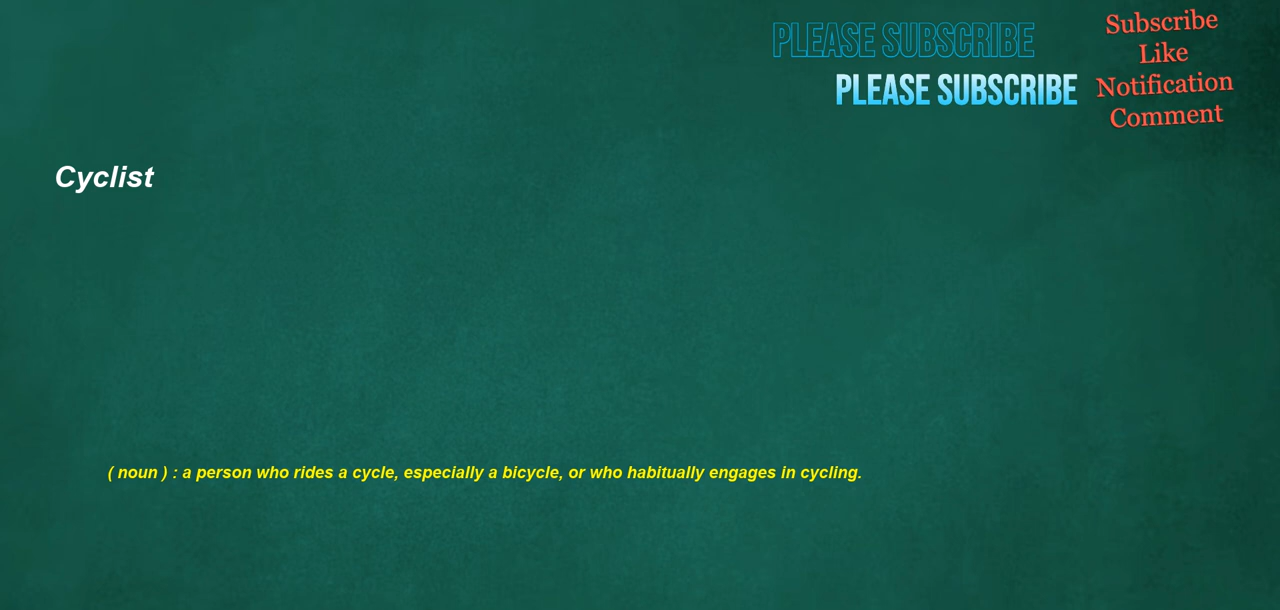 PLEASE SUBSCRIBE
PLEASE SUBSCRIBE
Subscribe
Like
Notification
Comment
Cyclist
( noun ) : a person who rides a cycle, especially a bicycle, or who habitually engages in cycling.